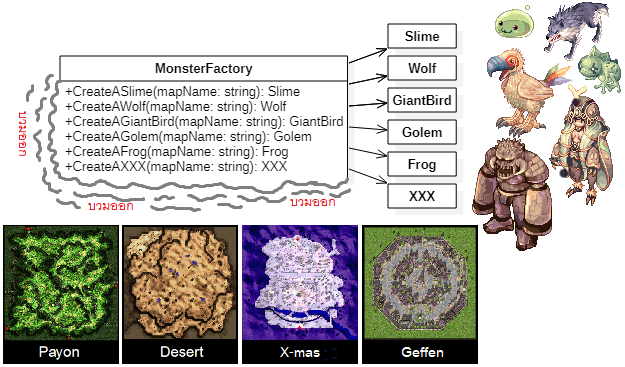 MonsterFactory
+CreateASlime(mapName: string): Slime
+CreateAWolf(mapName: string): Wolf
+CreateAGiantBird(mapName: string): GiantBird
+CreateAGolem(mapName: string): Golem
+CreateAFrog(mapName: string): Frog
+CreateAXXX(mapName: string): XXX
บวมออก
บวมออก
บวมออก
Slime
Wolf
GiantBird
Golem
Frog
XXX
Payon
Desert
X-mas
Geffen